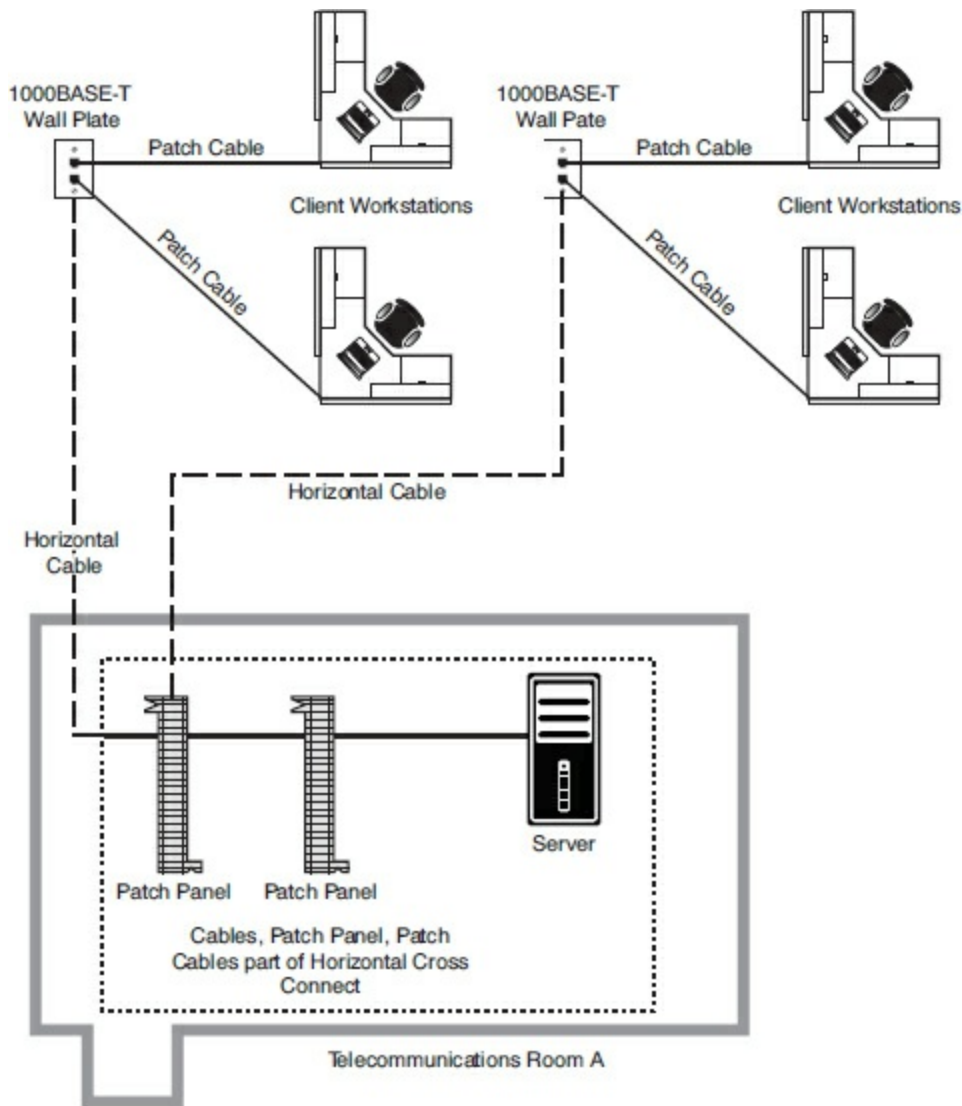 1000BASE-T
Wall Plate
Patch Cable
Client Workstations
Patch Cable
1000BASE-T
Wall Pate
Patch Cable
Client Workstations
Patch Cable
Horizontal Cable
Horizontal
Cable
Server
Patch Panel
Patch Panel
Cables, Patch Panel, Patch
Cables part of Horizontal Cross
Connect
Telecommunications Room A